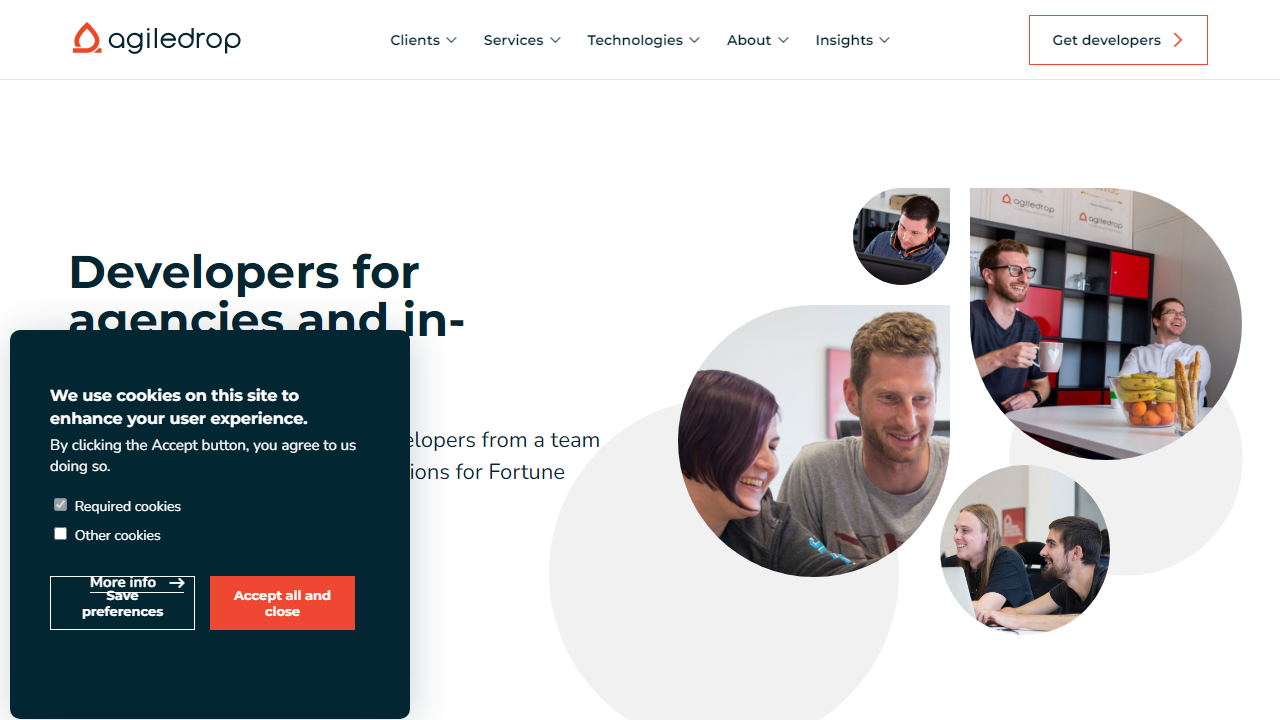 agiledrop
Clients
Services
Technologies
About
Insights
Get developers
agiledrop
agiledrop
Developers for
agencies and in-
elopers from a team
ions for Fortune
We use cookies on this site to
enhance your user experience.
By clicking the Accept button, you agree to us
doing so.
Required cookies
Other cookies
More info
Save
preferences
Accept all and
close